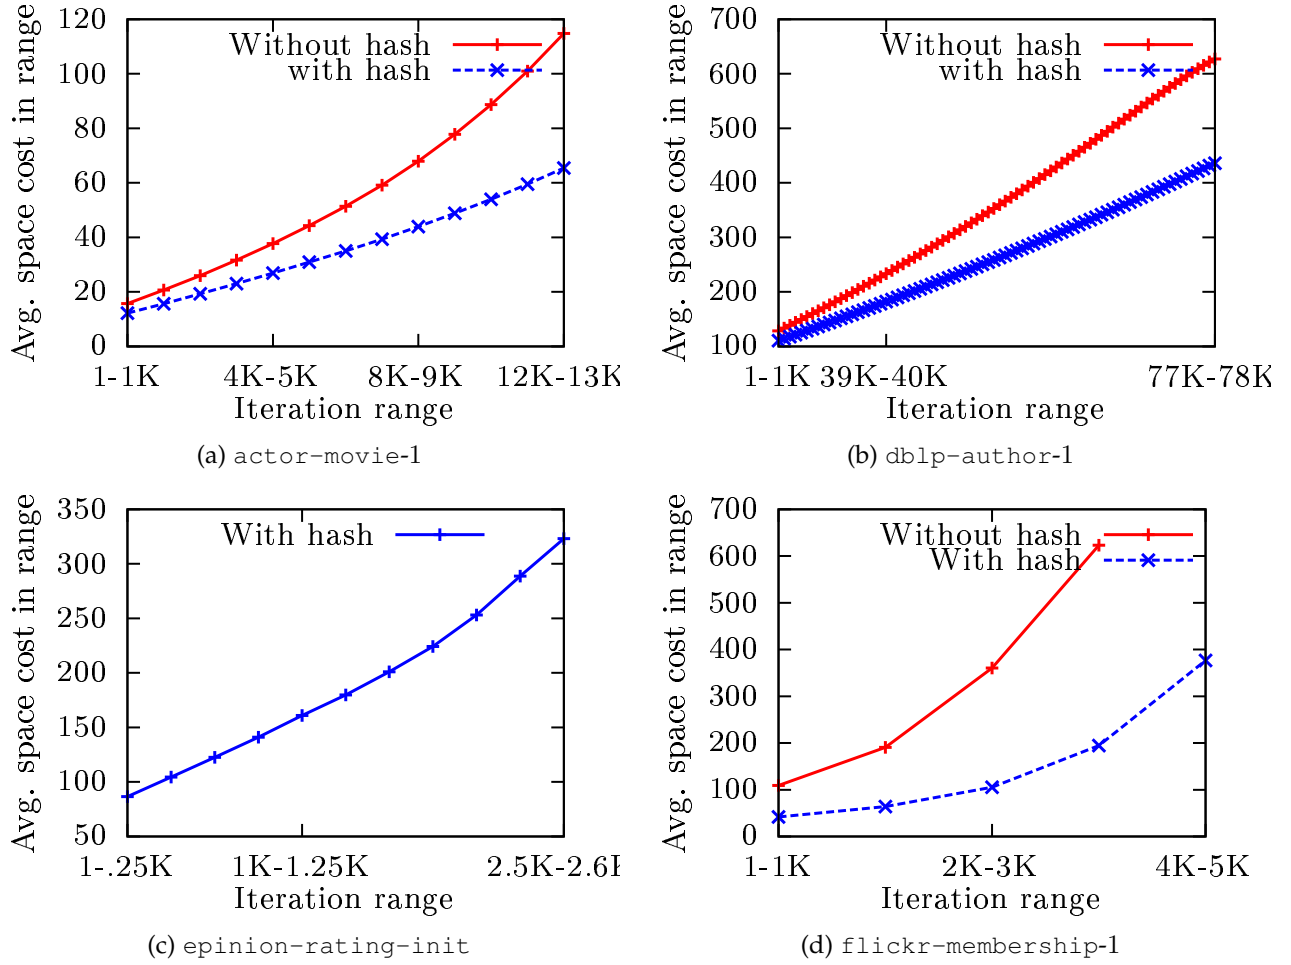 Avg. space cost in range
120
100
80
60
40
20
0
Without hash
with hash
1-1K
4K-5K
8K-9K
12K-13K
Iteration range
(a) actor-movie-1
Avg. space cost in range
700
600
500
400
300
200
100
Without hash
with hash
1-1K
39K-40K
77K-78K
Iteration range
(b) dblp-author-1
Avg. space cost in range
350
300
250
200
150
100
50
With hash
1-.25K
1K-1.25K
2.5K-2.6K
Iteration range
(c) epinion-rating-init
Avg. space cost in range
700
600
500
400
300
200
100
0
Without hash
With hash
1-1K
2K-3K
4K-5K
Iteration range
(d) flickr-membership-1